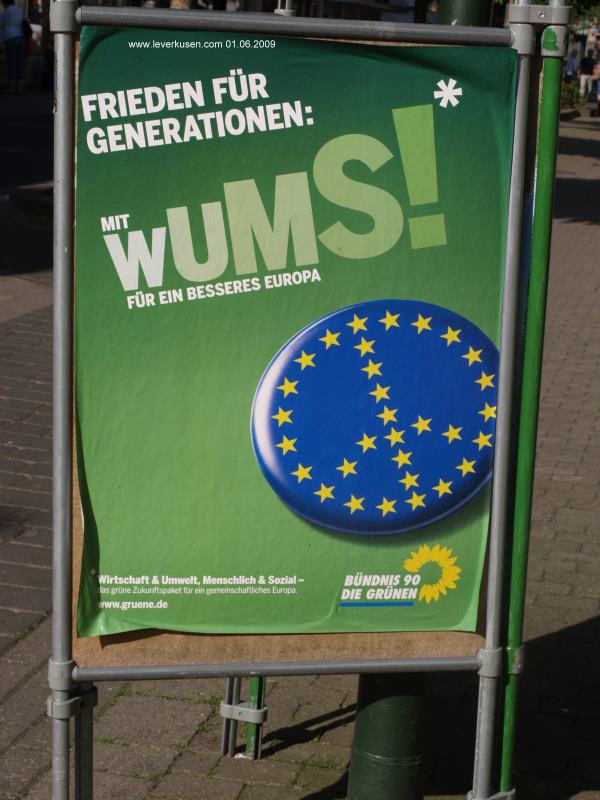 www.leverkusen.com 01.06.2009
FRIEDEN FÜR
GENERATIONEN:
MIT
WUMS!*
FÜR EIN BESSERES EUROPA
BÜNDNIS 90
DIE GRÜNEN
*Wirtschaft & Umwelt, Menschlich & Sozial –
das grüne Zukunftspaket für ein gemeinschaftliches Europa.
www.gruene.de